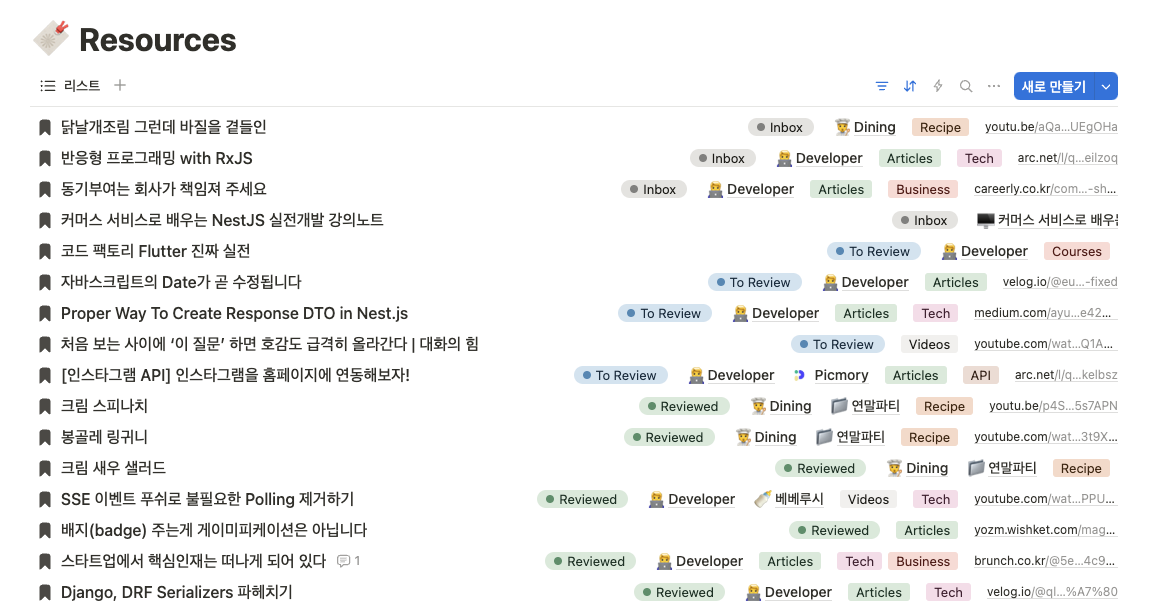 Resources
리스트 새로 만들기
닭날개조림 그런데 바질을 곁들인 Inbox Dining Recipe youtu.be/aQa...UEgOHa
반응형 프로그래밍 with RxJS Inbox Developer Articles Tech arc.net/l/q...eilzoq
동기부여는 회사가 책임져 주세요 Inbox Developer Articles Business careerly.co.kr/com...-sh...
커머스 서비스로 배우는 NestJS 실전개발 강의노트 Inbox 커머스 서비스로 배우는
코드 팩토리 Flutter 진짜 실전 To Review Developer Courses
자바스크립트의 Date가 곧 수정됩니다 To Review Developer Articles velog.io/@eu...-fixed
Proper Way To Create Response DTO in Nest.js To Review Developer Articles Tech medium.com/ayu...e42...
처음 보는 사이에 ‘이 질문’ 하면 호감도 급격히 올라간다 | 대화의 힘 To Review Videos youtube.com/wat...Q1A...
[인스타그램 API] 인스타그램을 홈페이지에 연동해보자! To Review Developer Picmory Articles API arc.net/l/q...kelbsz
크림 스피나치 Reviewed Dining 연말파티 Recipe youtu.be/p4S...5s7APN
봉골레 링귀니 Reviewed Dining 연말파티 Recipe youtube.com/wat...3t9X...
크림 새우 샐러드 Reviewed Dining 연말파티 Recipe
SSE 이벤트 푸쉬로 불필요한 Polling 제거하기 Reviewed Developer 베베루시 Videos Tech youtube.com/wat...PPU...
배지(badge) 주는게 게이미피케이션은 아닙니다 Reviewed Articles yozm.wishket.com/mag...
스타트업에서 핵심인재는 떠나게 되어 있다 1 Reviewed Developer Articles Tech Business brunch.co.kr/@5e...4c9...
Django, DRF Serializers 파헤치기 Reviewed Developer Articles Tech velog.io/@ql...%A7%80